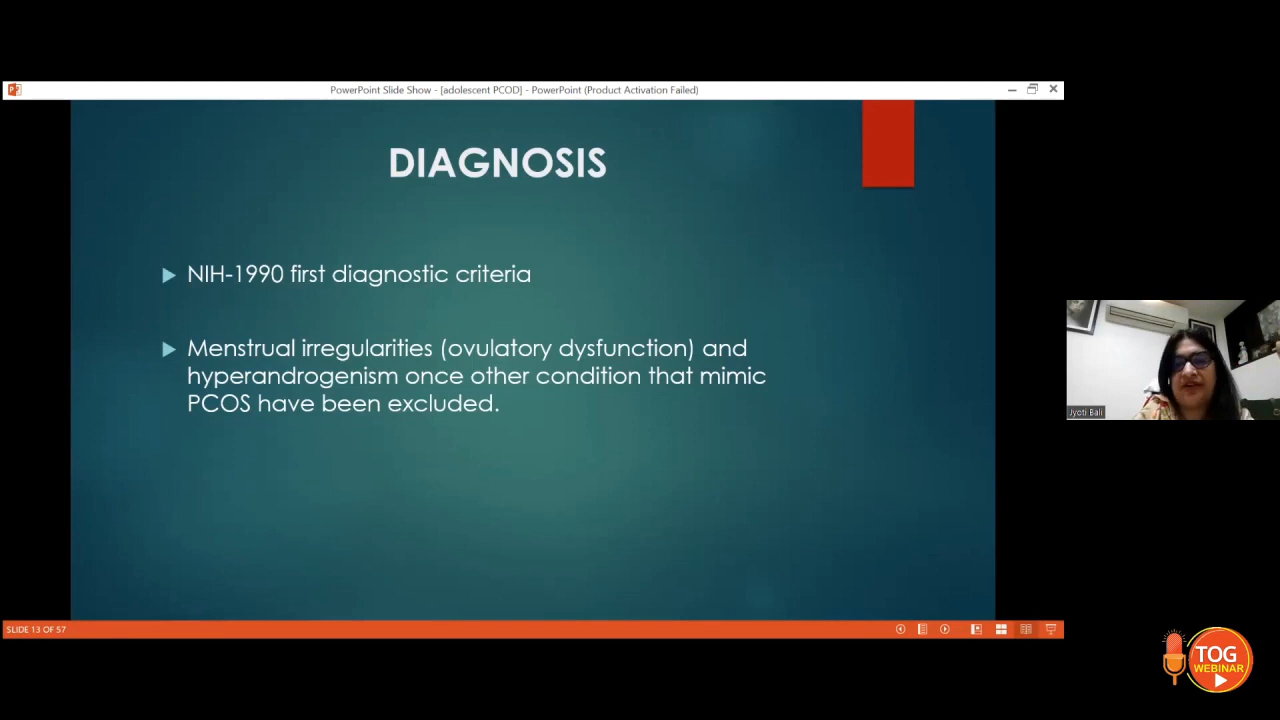 PowerPoint Slide Show - [adolescent PCOD] - PowerPoint (Product Activation Failed)
DIAGNOSIS
NIH-1990 first diagnostic criteria
Menstrual irregularities (ovulatory dysfunction) and
hyperandrogenism once other condition that mimic
PCOS have been excluded.
Jyoti Bali
SLIDE 13 OF 57
TOG
WEBINAR